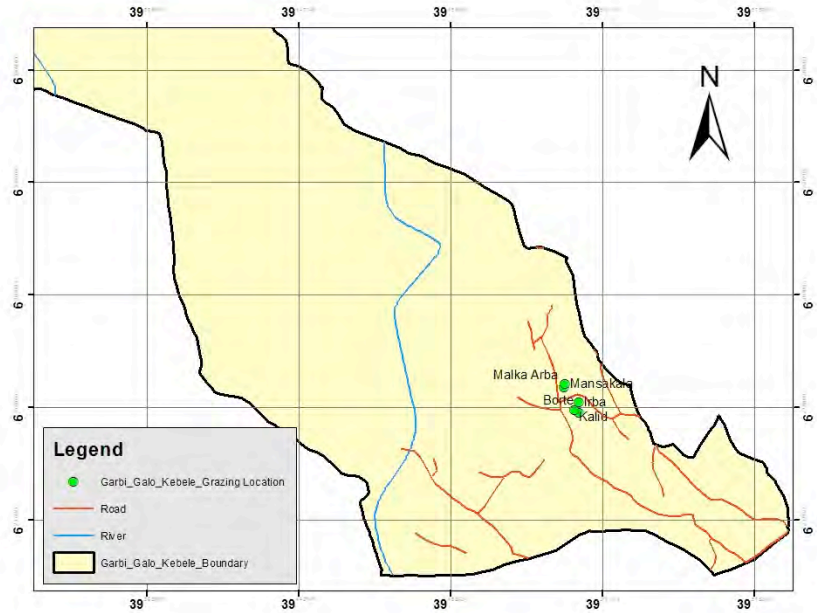 39 39 39 39 39
N
6 6
6 6
6 6
Malka Arba Mansakala
6 6
Borte Irba
Kalid
Legend
Garbi_Galo_Kebele_Grazing Location
Road
River
Garbi_Galo_Kebele_Boundary
6 6
39 39 39 39 39